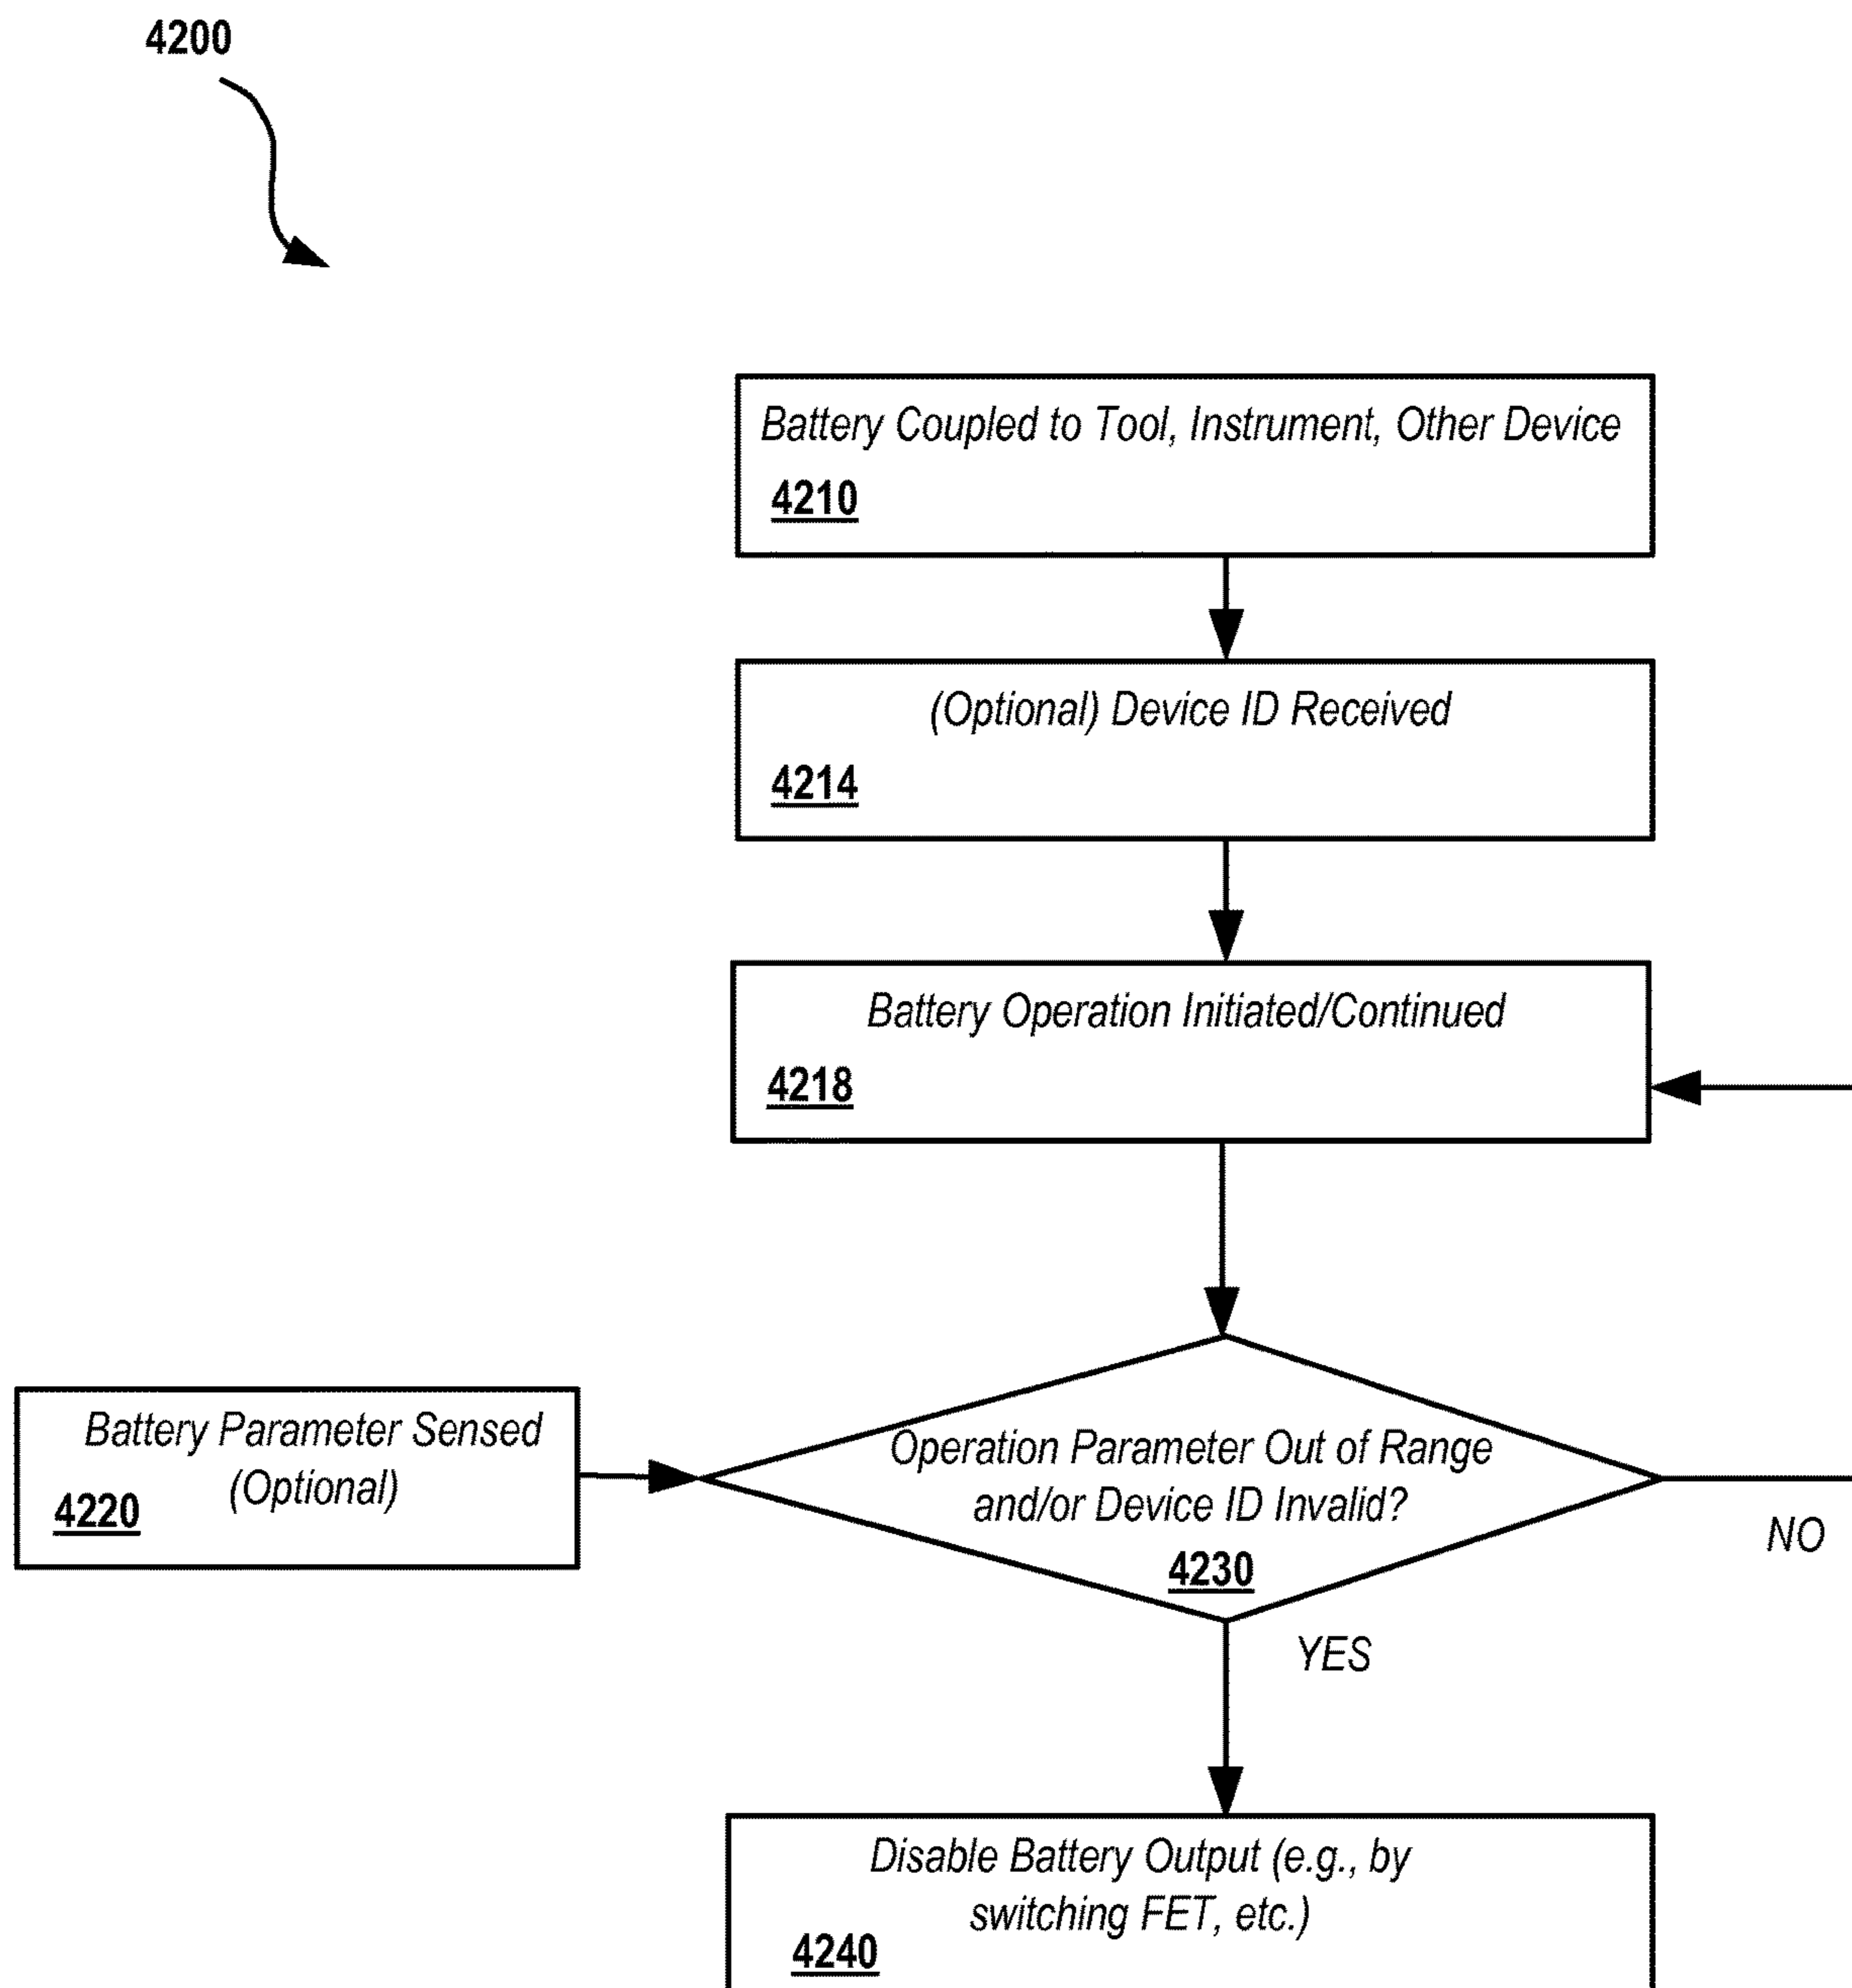 4200
Battery Coupled to Tool, Instrument, Other Device
4210
(Optional) Device ID Received
4214
Battery Operation Initiated/Continued
4218
Battery Parameter Sensed
(Optional)
4220
Operation Parameter Out of Range
and/or Device ID Invalid?
4230
NO
YES
Disable Battery Output (e.g., by
switching FET, etc.)
4240